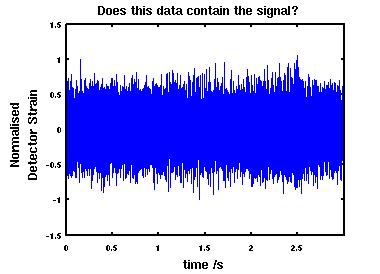 Does this data contain the signal?
1.5
1
0.5
0
-0.5
-1
-1.5
Normalised
Detector Strain
0 0.5 1 1.5 2 2.5
time /s